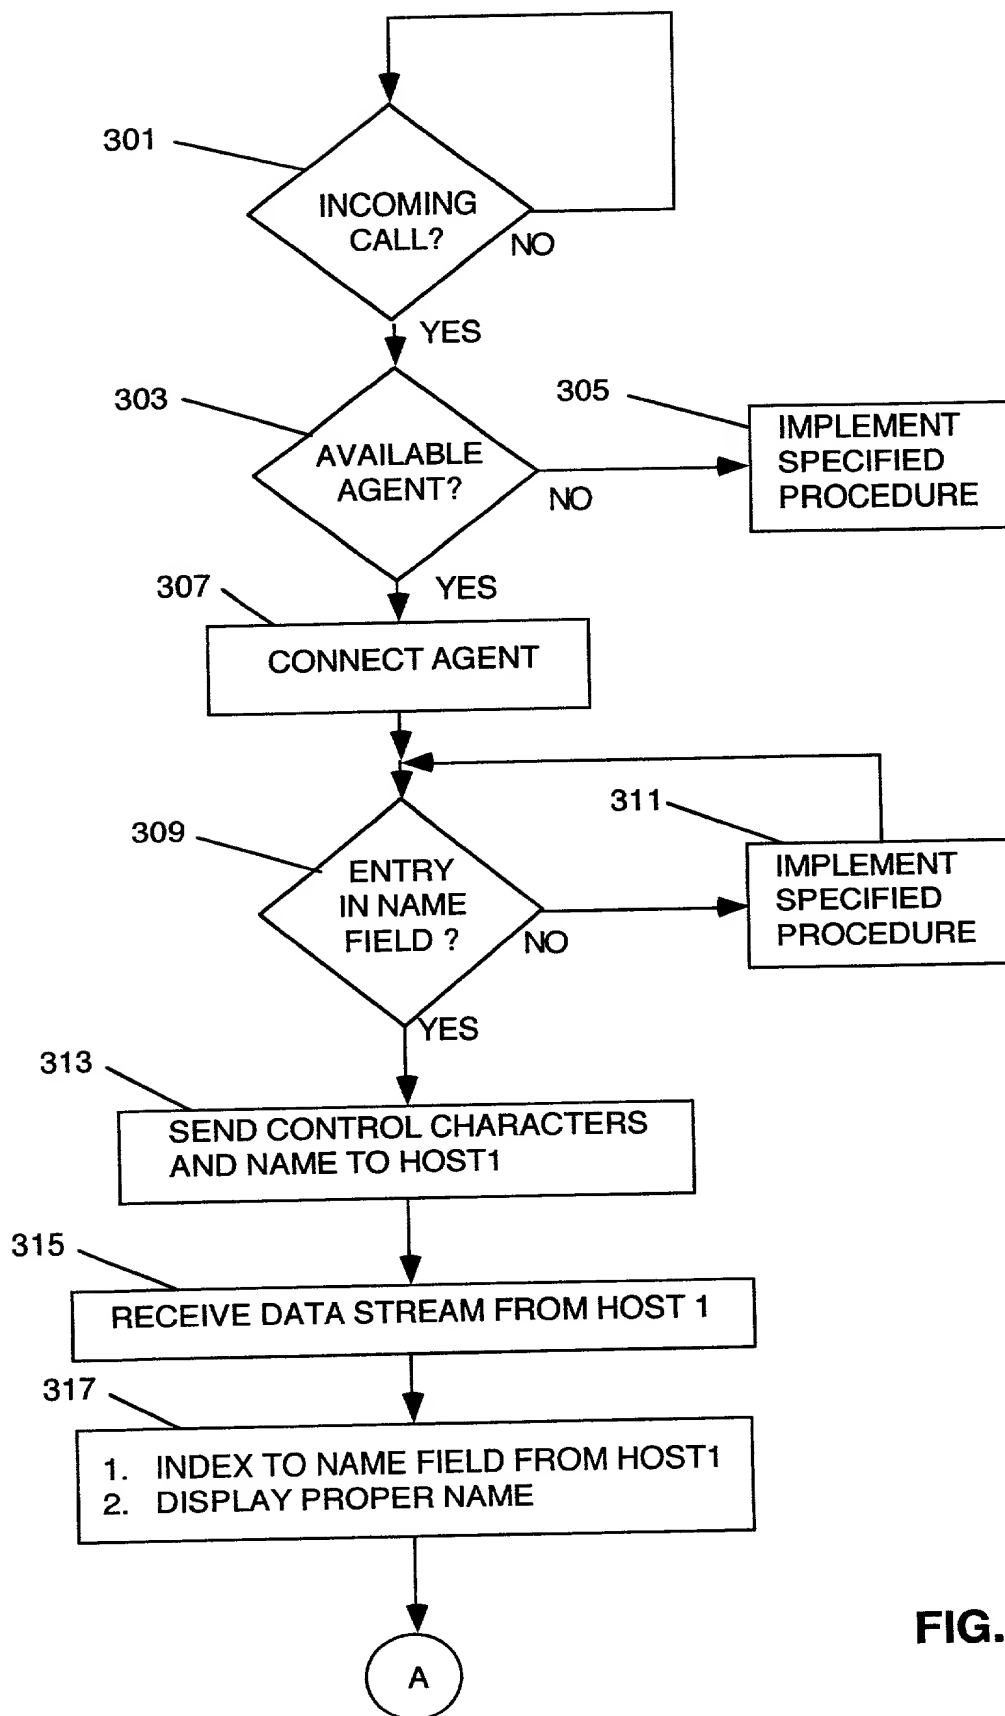 301
INCOMING
CALL?
NO
YES
303
305
AVAILABLE
AGENT?
NO
IMPLEMENT
SPECIFIED
PROCEDURE
307
YES
CONNECT AGENT
309
311
ENTRY
IN NAME
FIELD ?
NO
IMPLEMENT
SPECIFIED
PROCEDURE
YES
313
SEND CONTROL CHARACTERS
AND NAME TO HOST1
315
RECEIVE DATA STREAM FROM HOST 1
317
1. INDEX TO NAME FIELD FROM HOST1
2. DISPLAY PROPER NAME
A
FIG.